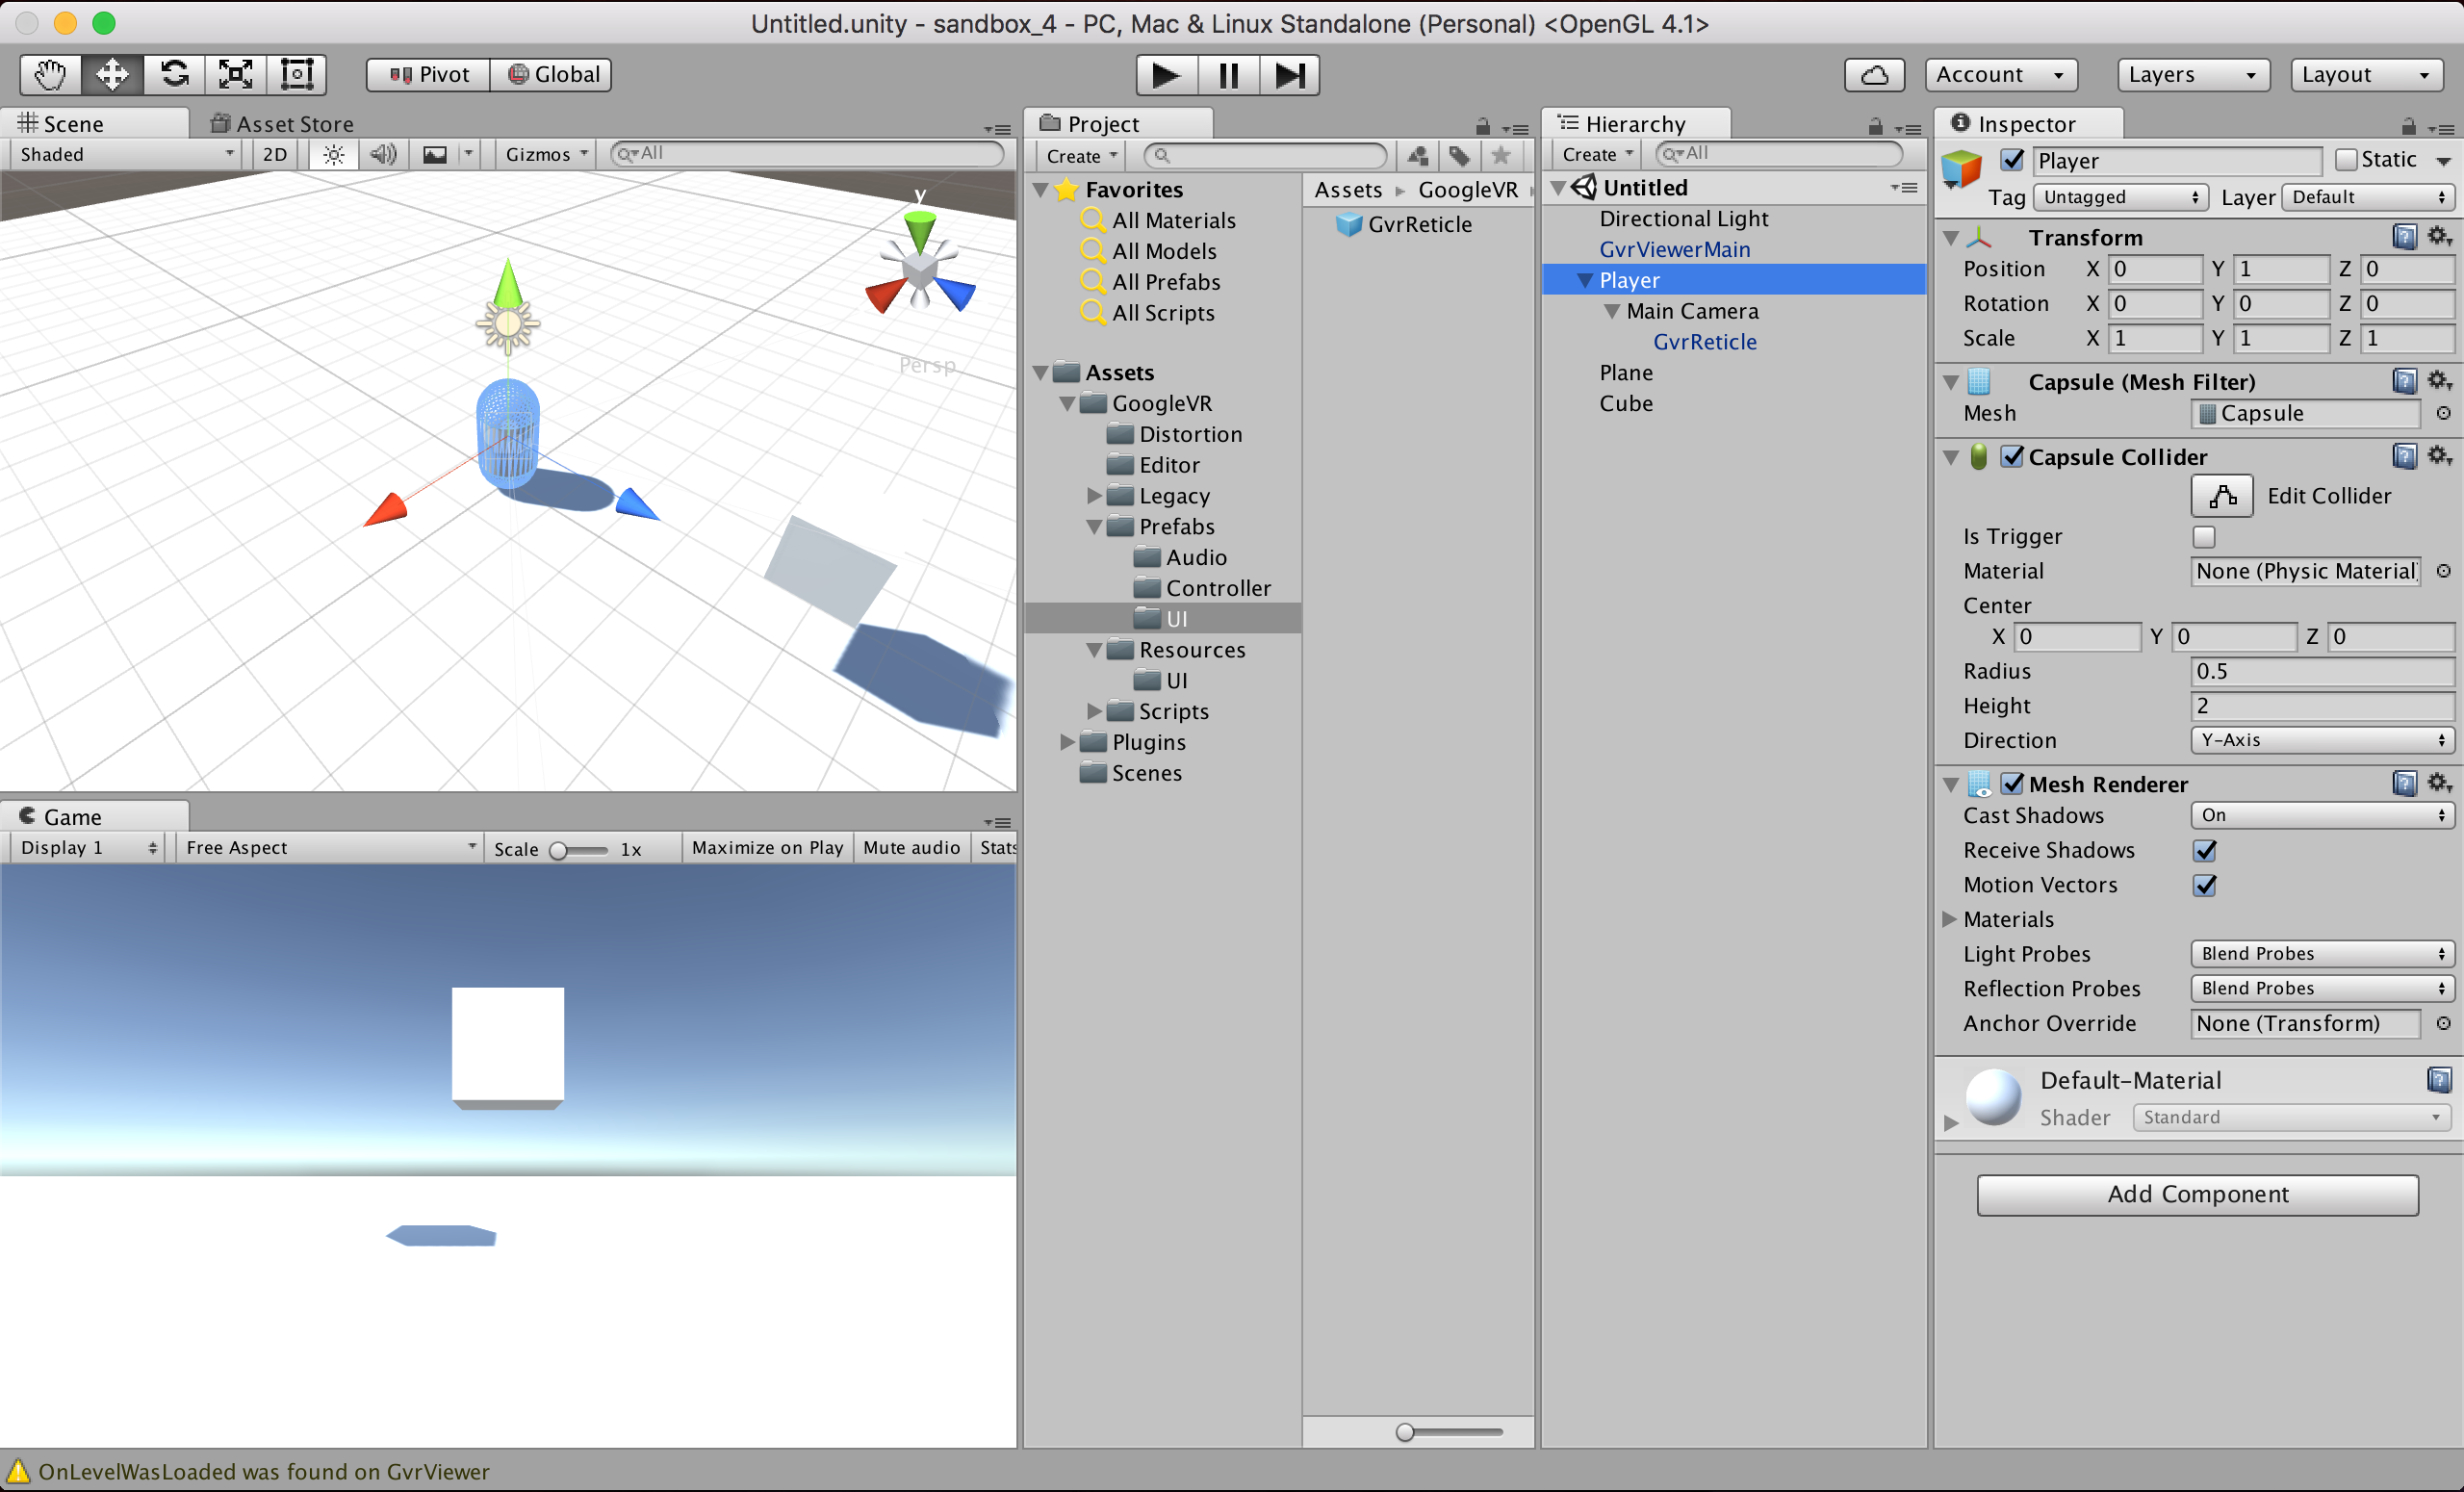 Untitled.unity - sandbox_4 - PC, Mac & Linux Standalone (Personal) <OpenGL 4.1>
Pivot Global Account Layers Layout
Scene Asset Store
Shaded 2D Gizmos All
y
Persp
Game
Display 1 Free Aspect Scale 1x Maximize on Play Mute audio Stats
Project
Create
Favorites
All Materials
All Models
All Prefabs
All Scripts
Assets
GoogleVR
Distortion
Editor
Legacy
Prefabs
Audio
Controller
UI
Resources
UI
Scripts
Plugins
Scenes
Assets GoogleVR
GvrReticle
Hierarchy
Create All
Untitled
Directional Light
GvrViewerMain
Player
Main Camera
GvrReticle
Plane
Cube
Inspector
Player Static
Tag Untagged Layer Default
Transform
Position X 0 Y 1 Z 0
Rotation X 0 Y 0 Z 0
Scale X 1 Y 1 Z 1
Capsule (Mesh Filter)
Mesh Capsule
Capsule Collider
Edit Collider
Is Trigger
Material None (Physic Material)
Center
X 0 Y 0 Z 0
Radius 0.5
Height 2
Direction Y-Axis
Mesh Renderer
Cast Shadows On
Receive Shadows
Motion Vectors
Materials
Light Probes Blend Probes
Reflection Probes Blend Probes
Anchor Override None (Transform)
Default-Material
Shader Standard
Add Component
OnLevelWasLoaded was found on GvrViewer